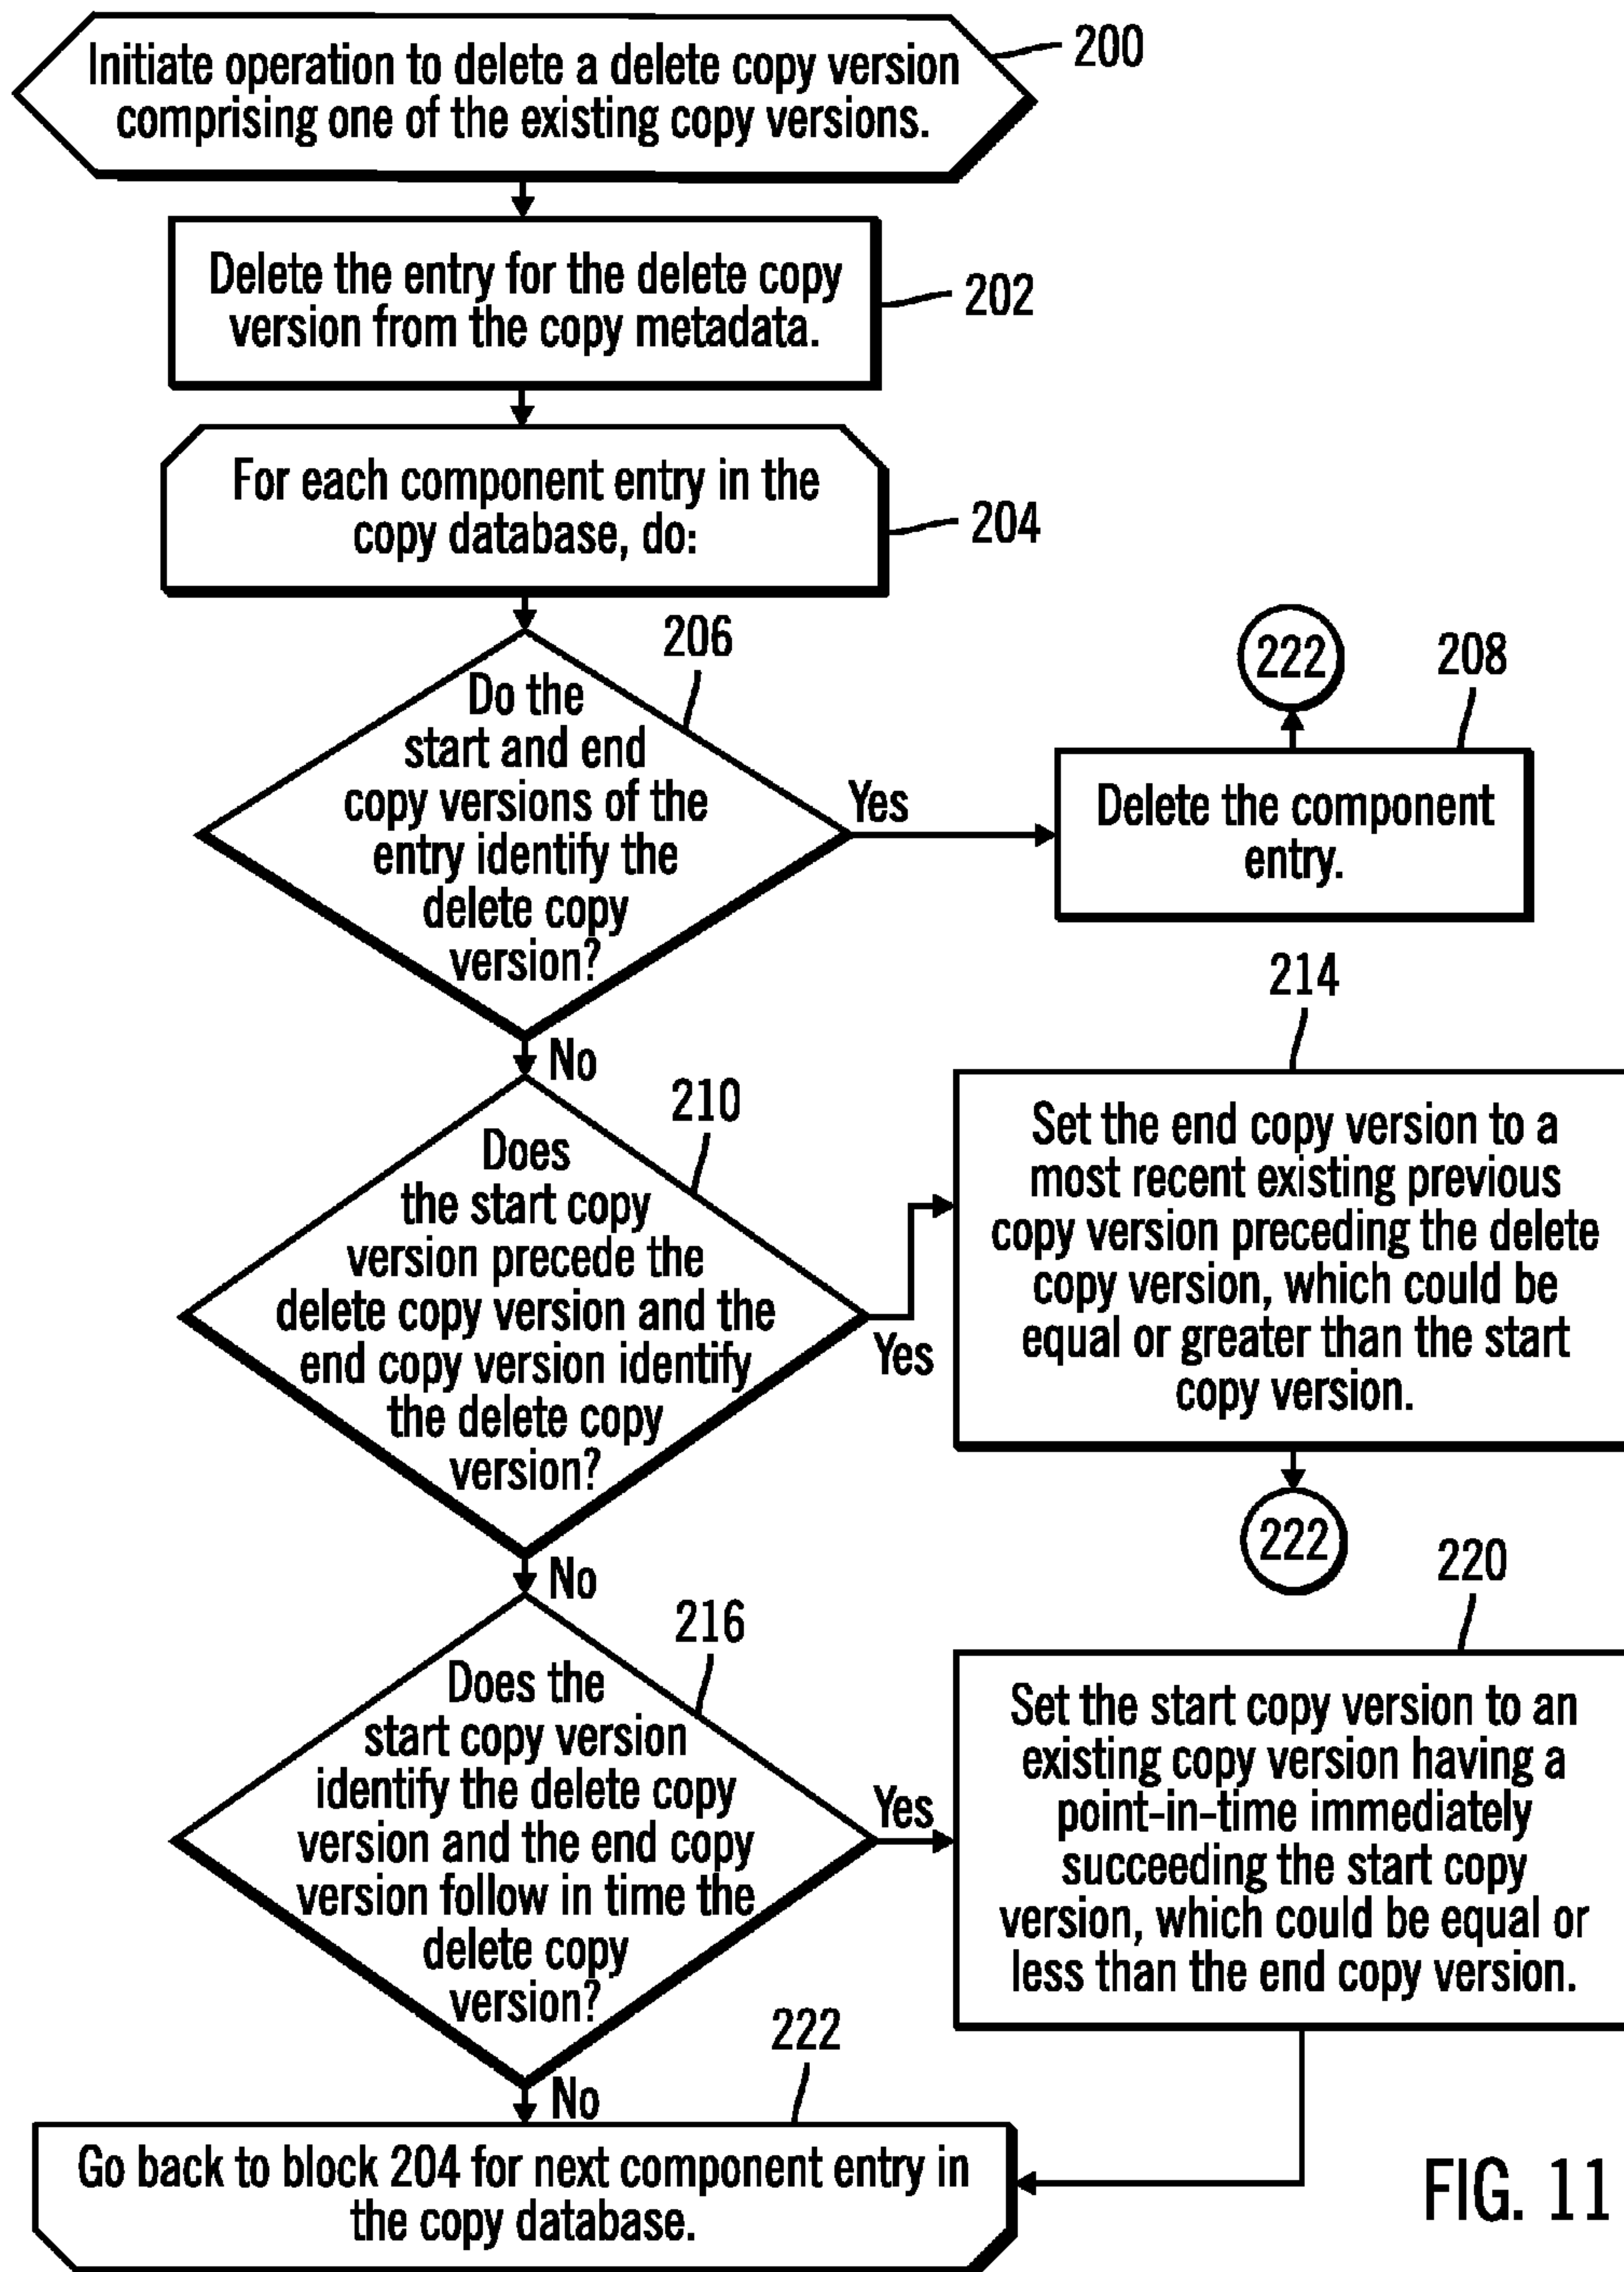 Initiate operation to delete a delete copy version
comprising one of the existing copy versions.
200
Delete the entry for the delete copy
version from the copy metadata.
202
For each component entry in the
copy database, do:
204
206
Do the
start and end
copy versions of the
entry identify the
delete copy
version?
Yes
No
222
208
Delete the component
entry.
210
Does
the start copy
version precede the
delete copy version and the
end copy version identify
the delete copy
version?
Yes
No
214
Set the end copy version to a
most recent existing previous
copy version preceding the delete
copy version, which could be
equal or greater than the start
copy version.
222
216
Does the
start copy version
identify the delete copy
version and the end copy
version follow in time the
delete copy
version?
Yes
No
220
Set the start copy version to an
existing copy version having a
point-in-time immediately
succeeding the start copy
version, which could be equal or
less than the end copy version.
222
Go back to block 204 for next component entry in
the copy database.
FIG. 11